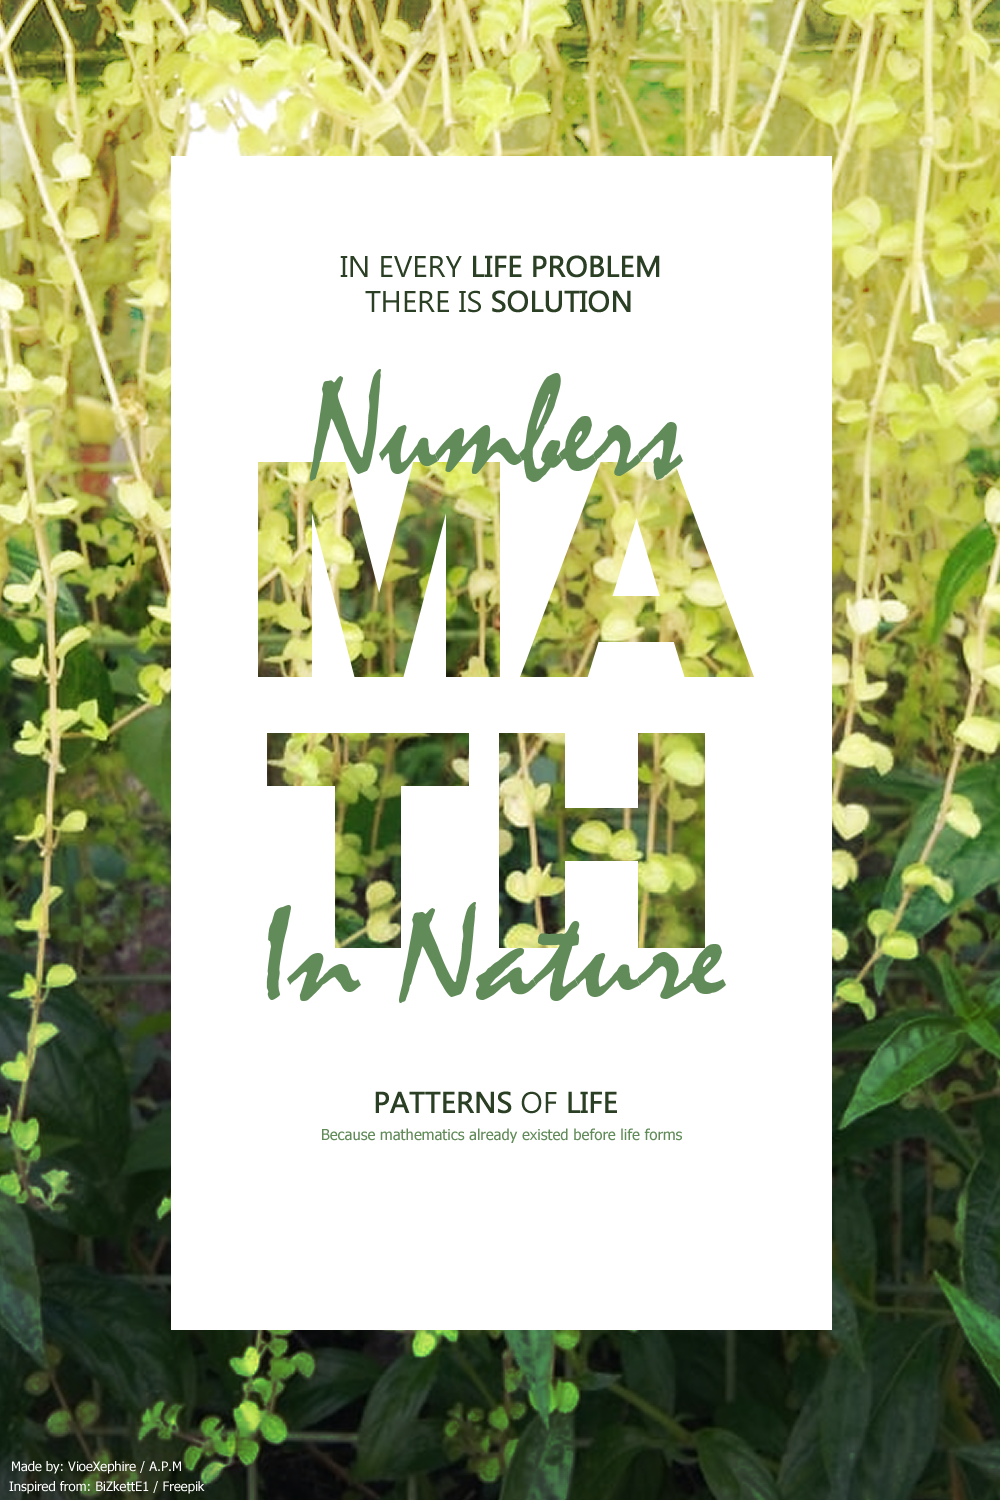 IN EVERY LIFE PROBLEM
THERE IS SOLUTION
Numbers
MA
TH
In Nature
PATTERNS OF LIFE
Because mathematics already existed before life forms
Made by: VioeXephire / A.P.M
Inspired from: BiZkettE1 / Freepik